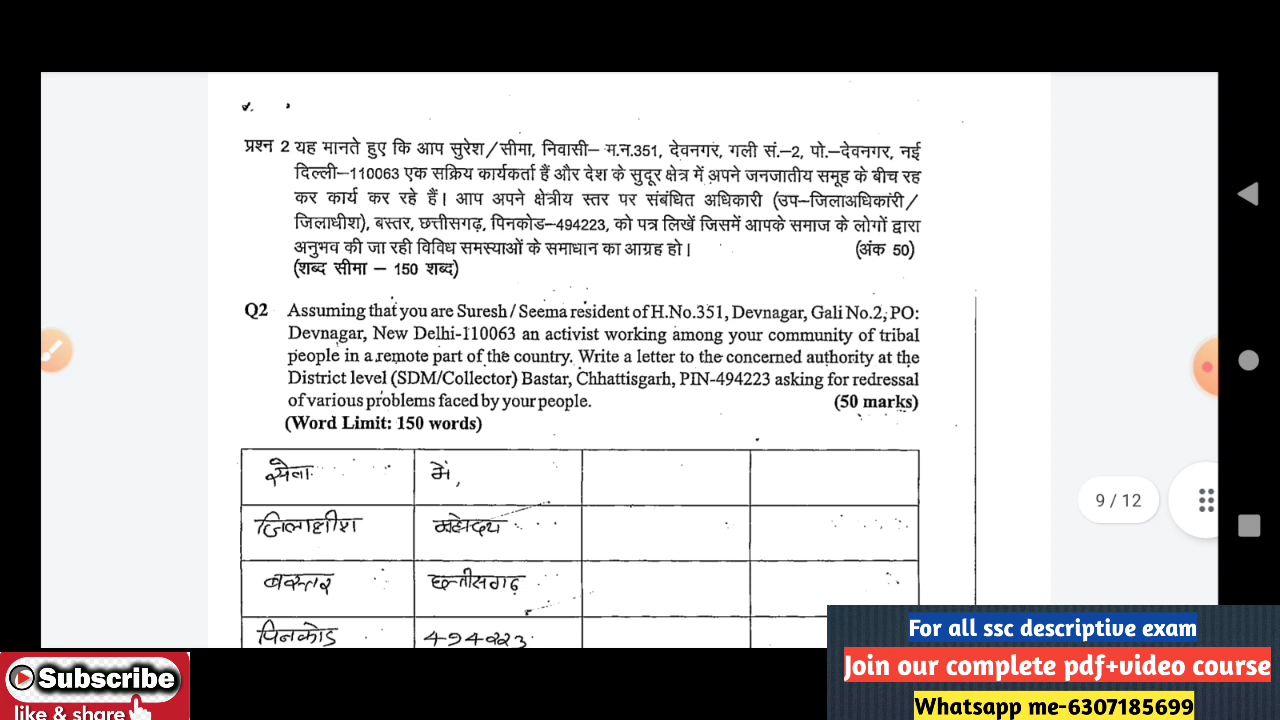 प्रश्न 2 यह मानते हुए कि आप सुरेश/सीमा, निवासी– म.न.351, देवनगर, गली सं.–2, पो.–देवनगर, नई
दिल्ली–110063 एक सक्रिय कार्यकर्ता हैं और देश के सुदूर क्षेत्र में अपने जनजातीय समूह के बीच रह
कर कार्य कर रहे हैं। आप अपने क्षेत्रीय स्तर पर संबंधित अधिकारी (उप–जिलाअधिकांरी/
जिलाधीश), बस्तर, छत्तीसगढ़, पिनकोड–494223, को पत्र लिखें जिसमें आपके समाज के लोगों द्वारा
अनुभव की जा रही विविध समस्याओं के समाधान का आग्रह हो। (अंक 50)
(शब्द सीमा – 150 शब्द)
Q2 Assuming that you are Suresh / Seema resident of H.No.351, Devnagar, Gali No.2, PO:
Devnagar, New Delhi-110063 an activist working among your community of tribal
people in a remote part of the country. Write a letter to the concerned authority at the
District level (SDM/Collector) Bastar, Chhattisgarh, PIN-494223 asking for redressal
of various problems faced by your people. (50 marks)
(Word Limit: 150 words)
सेवा में,
जिलाधीश महोदय
बस्तर छत्तीसगढ़
पिनकोड 494223
9 / 12
For all ssc descriptive exam
Join our complete pdf+video course
Whatsapp me-6307185699
Subscribe
like & share